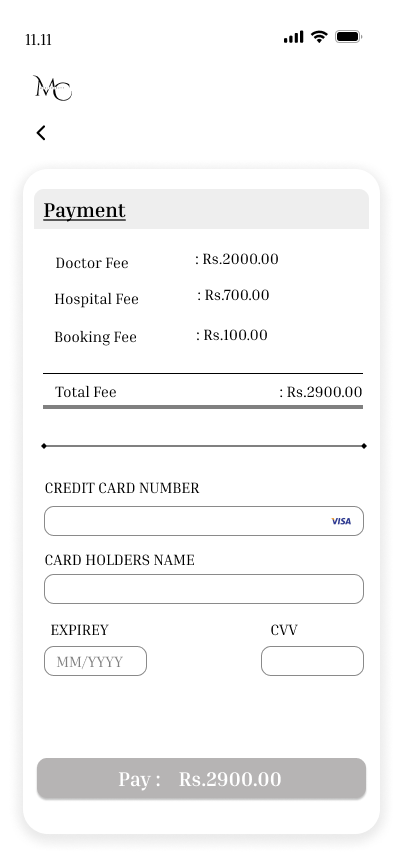 11.11
MC
Payment
Doctor Fee : Rs.2000.00
Hospital Fee : Rs.700.00
Booking Fee : Rs.100.00
Total Fee : Rs.2900.00
CREDIT CARD NUMBER
VISA
CARD HOLDERS NAME
EXPIREY CVV
MM/YYYY
Pay : Rs.2900.00